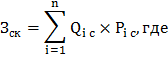 З_ск = ∑_{i=1}^{n} Q_{i c} × P_{i c}, где